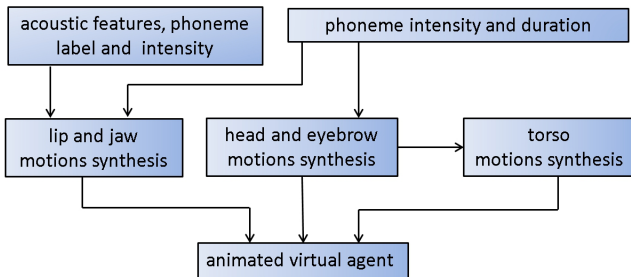 acoustic features, phoneme
label and intensity
phoneme intensity and duration
lip and jaw
motions synthesis
head and eyebrow
motions synthesis
torso
motions synthesis
animated virtual agent